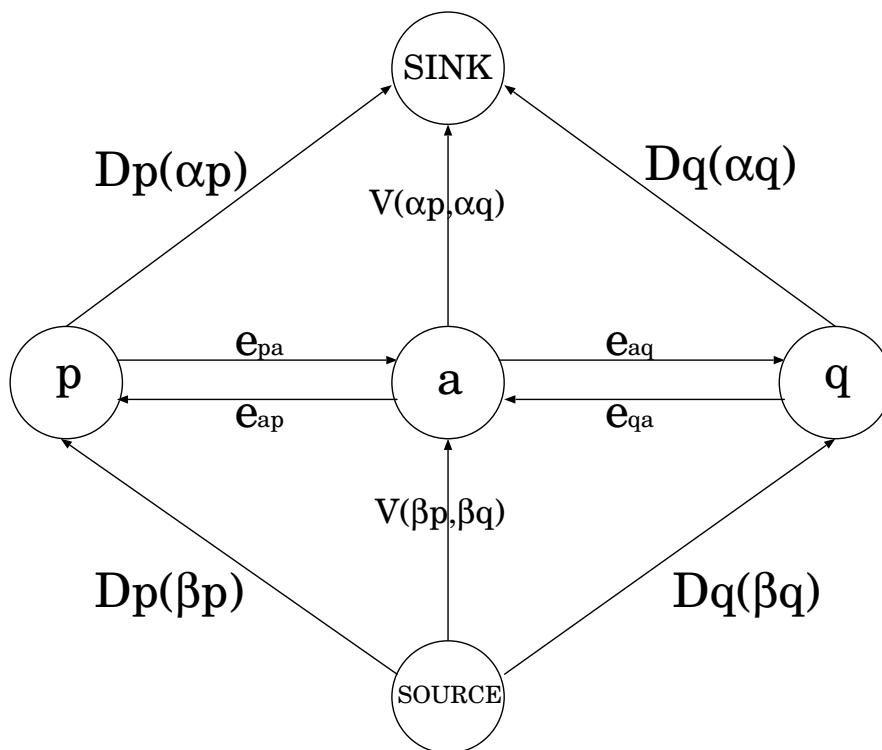 SINK
Dp(αp)
Dq(αq)
V(αp,αq)
epa
eaq
p
a
q
eap
eqa
V(βp,βq)
Dp(βp)
Dq(βq)
SOURCE